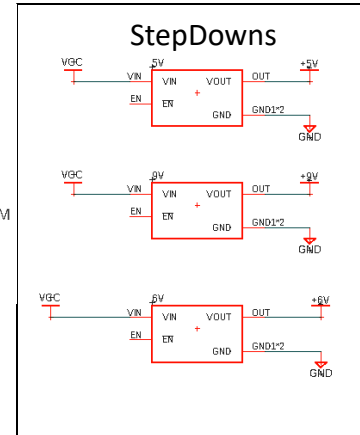 StepDowns
VCC 5V +5V
VIN VIN VOUT OUT
EN EN
GND GND1*2
GND
VCC 9V +9V
M
VIN VIN VOUT OUT
EN EN
GND GND1*2
GND
VCC 6V +6V
VIN VIN VOUT OUT
EN EN
GND GND1*2
GND